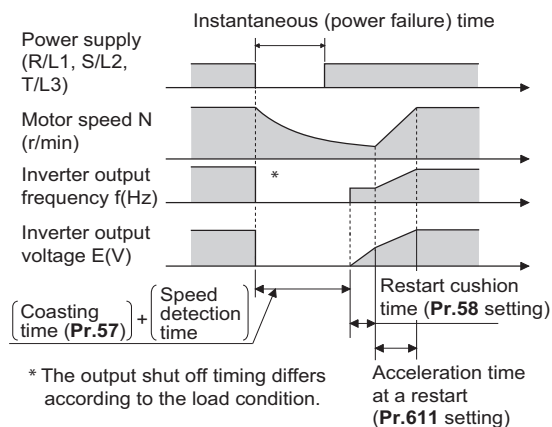 Instantaneous (power failure) time
Power supply
(R/L1, S/L2,
T/L3)
Motor speed N
(r/min)
Inverter output
frequency f(Hz)
*
Inverter output
voltage E(V)
[Coasting time (Pr.57)] + [Speed detection time]
Restart cushion
time (Pr.58 setting)
* The output shut off timing differs
according to the load condition.
Acceleration time
at a restart
(Pr.611 setting)